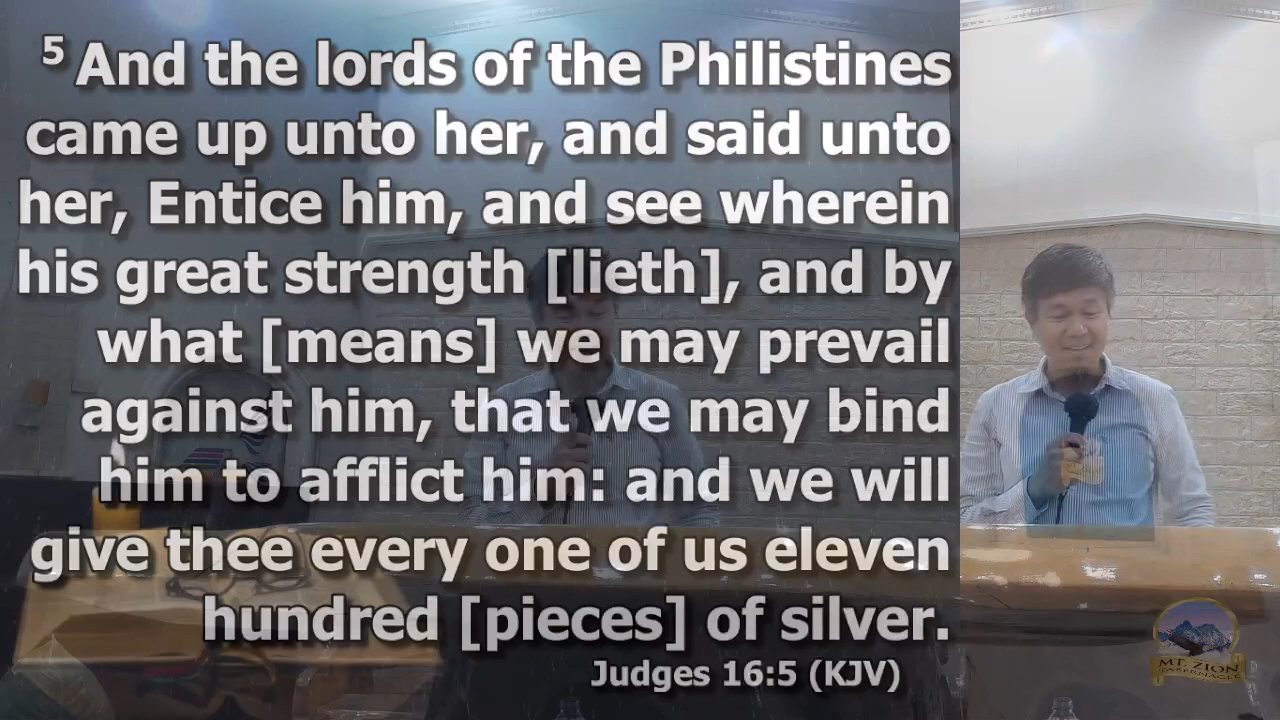 5 And the lords of the Philistines
came up unto her, and said unto
her, Entice him, and see wherein
his great strength [lieth], and by
what [means] we may prevail
against him, that we may bind
him to afflict him: and we will
give thee every one of us eleven
hundred [pieces] of silver.
Judges 16:5 (KJV)
MT. ZION
TABERNACLE